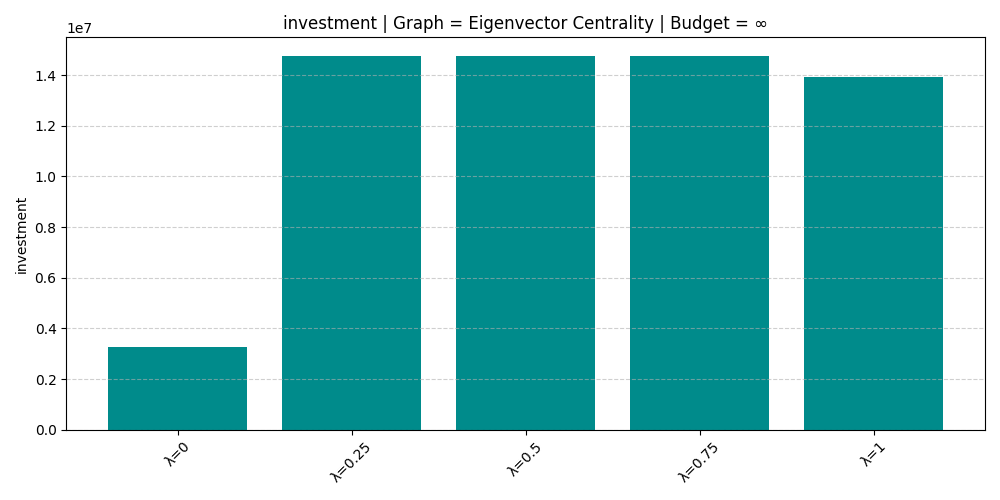 investment | Graph = Eigenvector Centrality | Budget = ∞
1e7
1.4
1.2
1.0
0.8
0.6
0.4
0.2
0.0
investment
λ=0
λ=0.25
λ=0.5
λ=0.75
λ=1